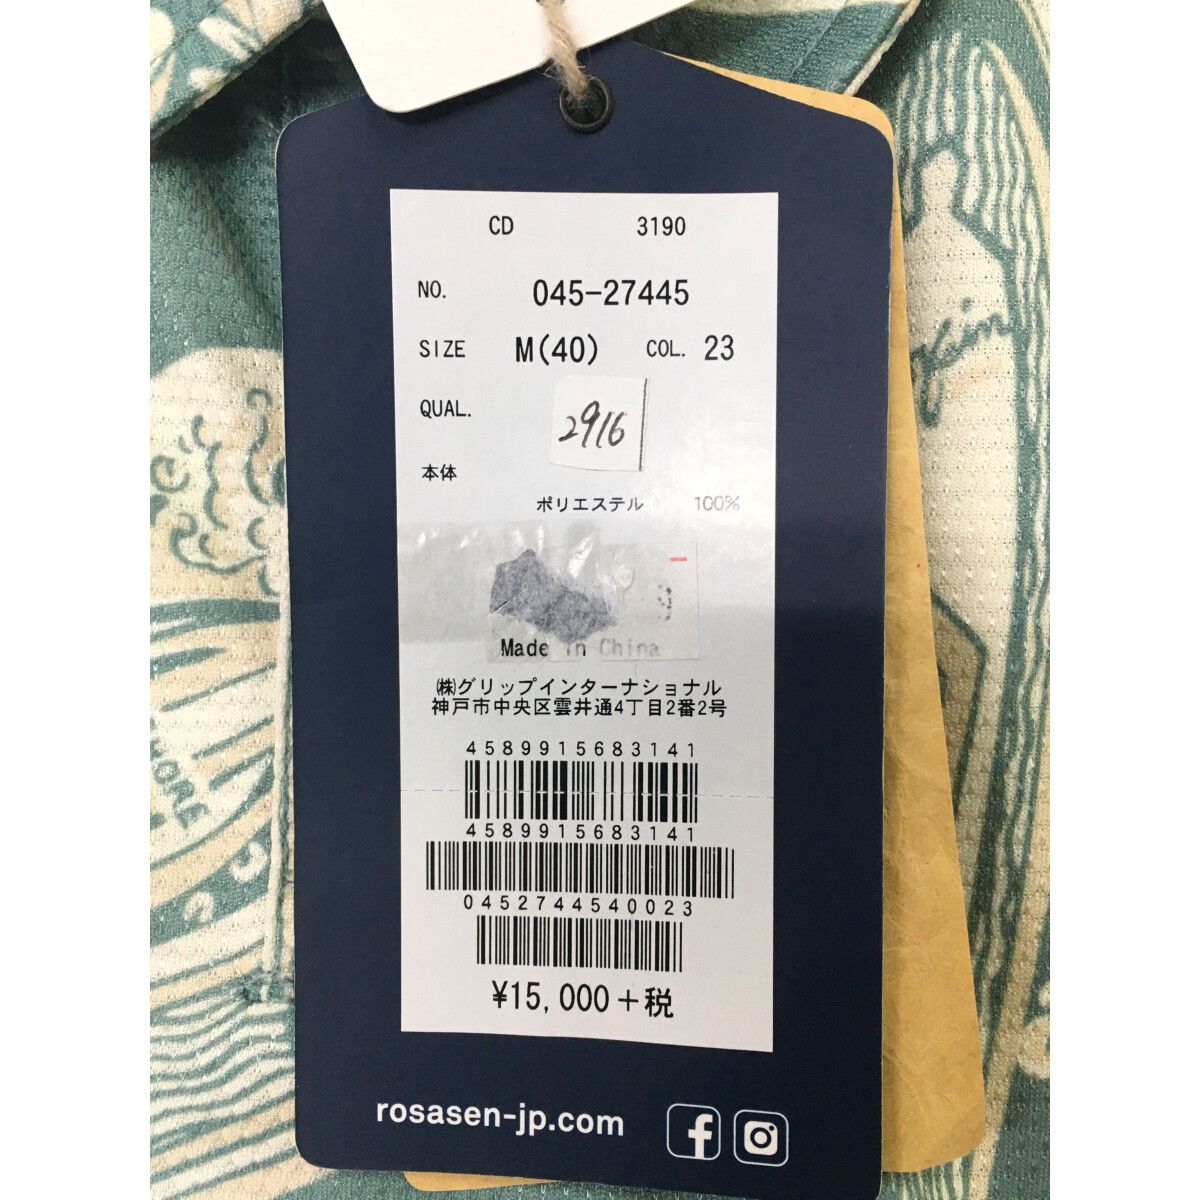 CD 3190
NO. 045-27445
SIZE M(40) COL. 23
QUAL. 2916
本体
ポリエステル 100%
Made in China
㈱グリップインターナショナル
神戸市中央区雲井通4丁目2番2号
4589915683141
4589915683141
0452744540023
¥15,000+税
rosasen-jp.com
MORE